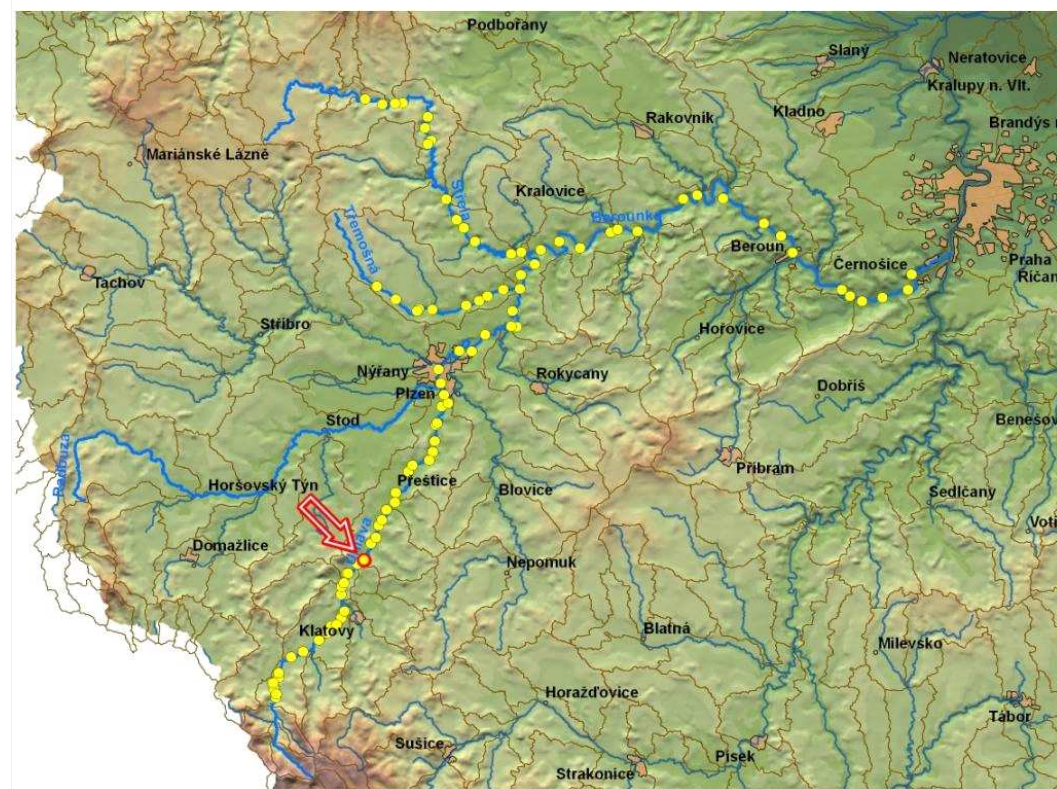 Podbořany
Slaný
Neratovice
Kralupy n. Vlt.
Kladno
Brandýs n
Rakovník
Mariánské Lázně
Kralovice
Střela
Berounka
Třemošná
Beroun
Černošice
Praha
Říčan
Tachov
Stříbro
Hořovice
Nýřany
Rokycany
Plzeň
Dobříš
Stod
Benešov
Radbuza
Horšovský Týn
Přeštice
Blovice
Příbram
Sedlčany
Voti
Domažlice
Nepomuk
Klatovy
Blatná
Milevsko
Horažďovice
Tábor
Sušice
Písek
Strakonice